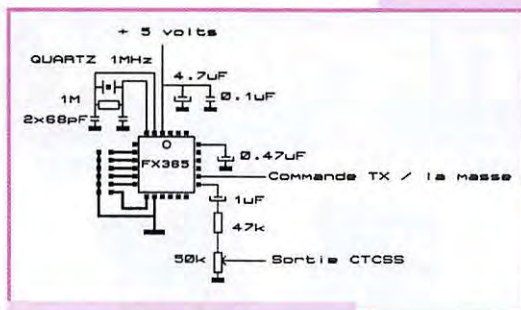 + 5 volts
QUARTZ 1MHz
4.7uF
1M
0.1uF
2x68pF
FX365
0.47uF
Commande TX / la masse
1uF
47k
50k
Sortie CTCSS